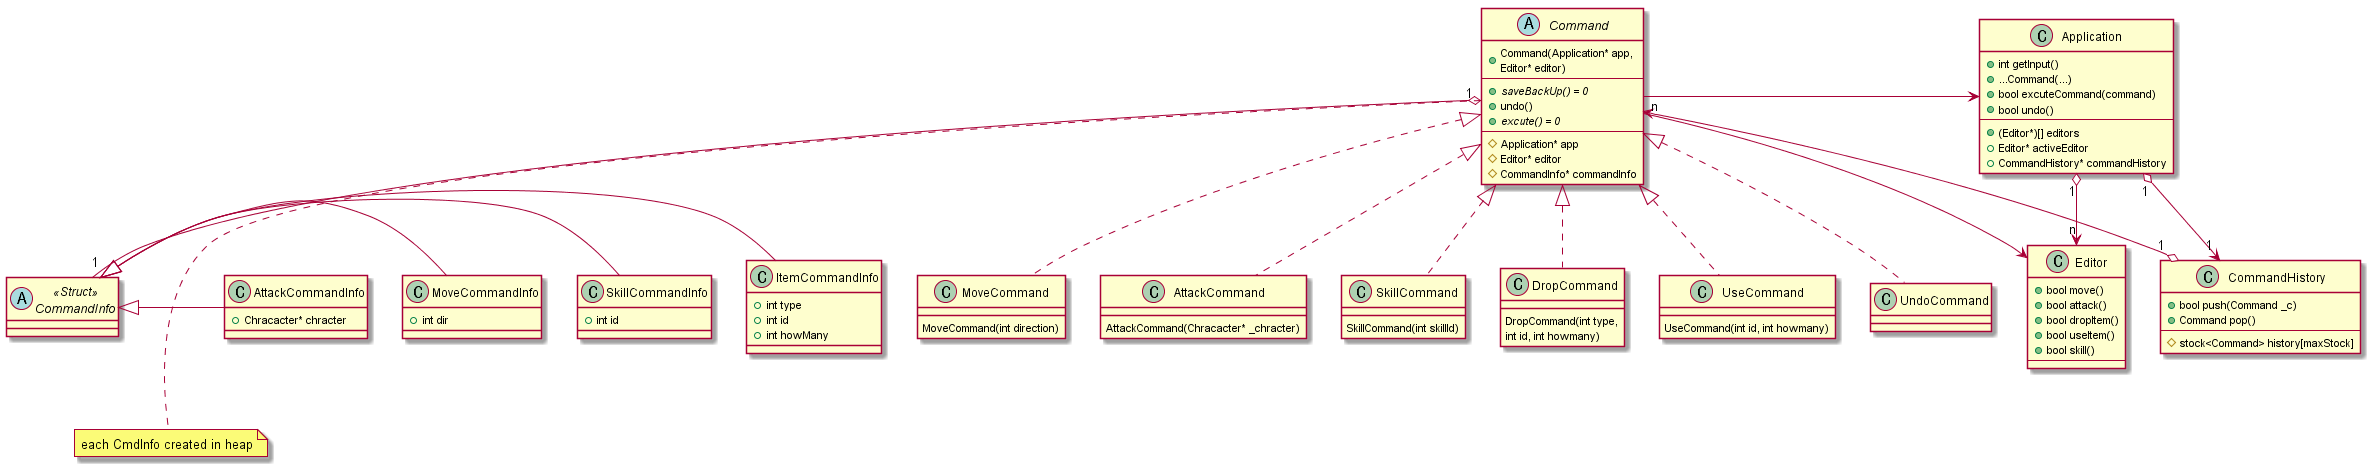 Command
Command(Application* app,
Editor* editor)
saveBackUp() = 0
undo()
excute() = 0
Application* app
Editor* editor
CommandInfo* commandInfo
Application
int getInput()
...Command(...)
bool excuteCommand(command)
bool undo()
(Editor*)[] editors
Editor* activeEditor
CommandHistory* commandHistory
1
n
1
1
n
1
1
1
«Struct»
CommandInfo
AttackCommandInfo
Chracacter* chracter
MoveCommandInfo
int dir
SkillCommandInfo
int id
ItemCommandInfo
int type
int id
int howMany
MoveCommand
MoveCommand(int direction)
AttackCommand
AttackCommand(Chracacter* _chracter)
SkillCommand
SkillCommand(int skillId)
DropCommand
DropCommand(int type,
int id, int howmany)
UseCommand
UseCommand(int id, int howmany)
UndoCommand
Editor
bool move()
bool attack()
bool dropItem()
bool useItem()
bool skill()
CommandHistory
bool push(Command _c)
Command pop()
stock<Command> history[maxStock]
each CmdInfo created in heap